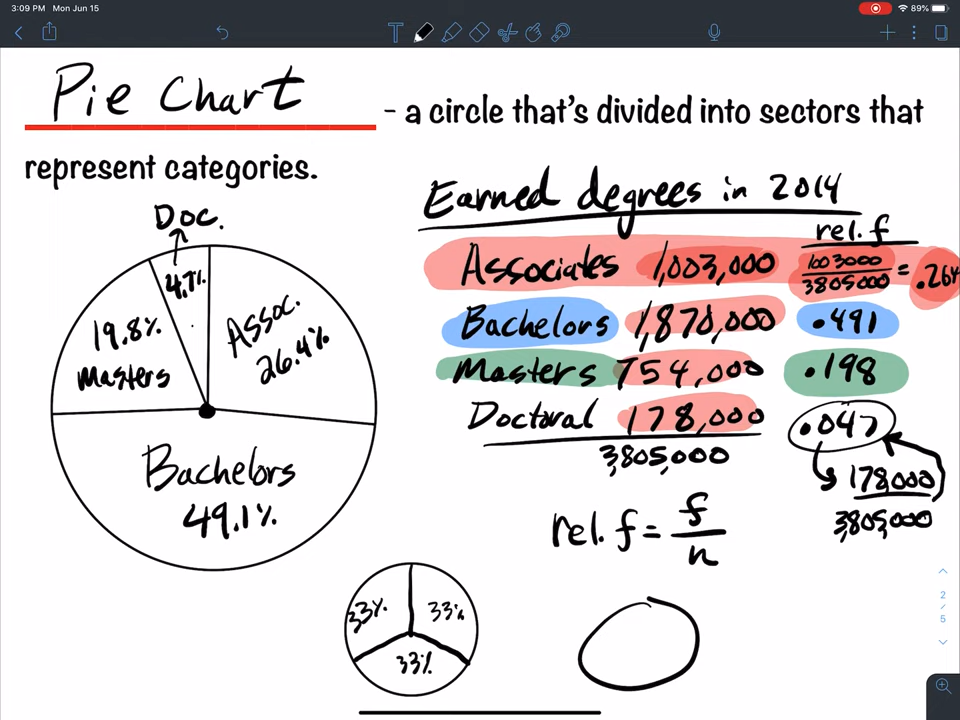 3:09 PM Mon Jun 15
89%
T
Pie Chart
- a circle that's divided into sectors that
represent categories.
Earned degrees in 2014
rel. f
Associates 1,003,000 1003000/3805000 = .264
Bachelors 1,870,000 .491
Masters 754,000 .198
Doctoral 178,000 .047
3,805,000
178,000
3,805,000
rel. f = f/n
Doc.
4.7%
Assoc.
26.4%
19.8%
Masters
Bachelors
49.1%
33%
33%
33%
2
/
5